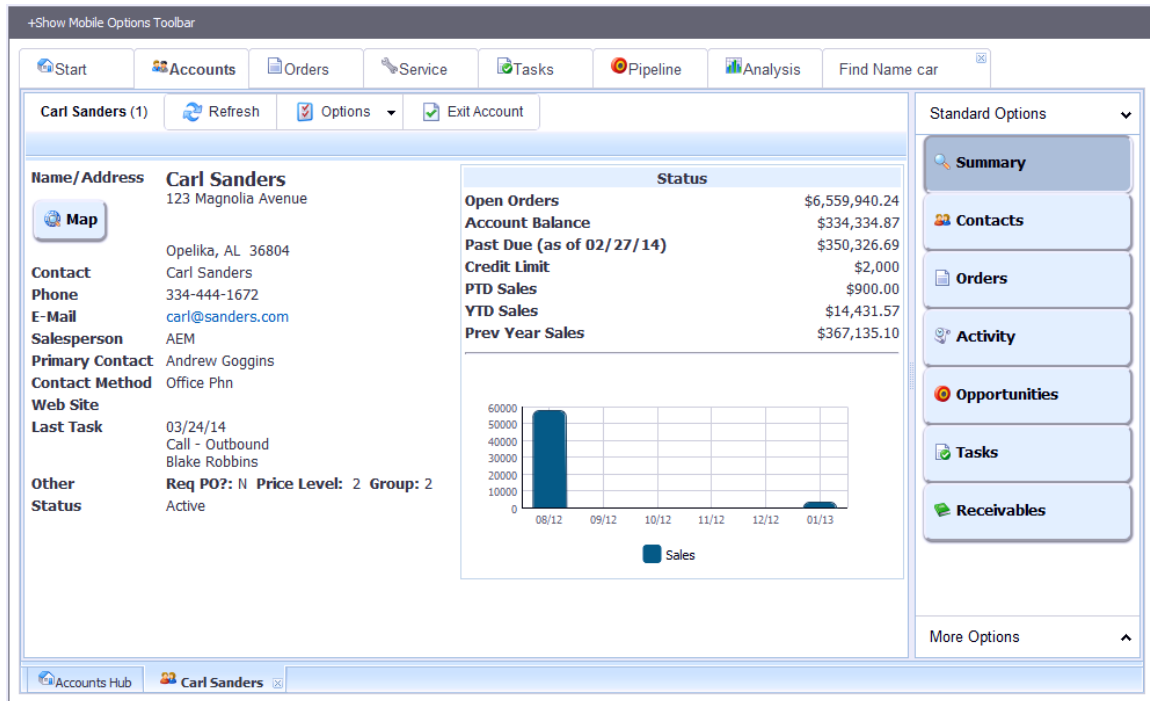 +Show Mobile Options Toolbar
Start Accounts Orders Service Tasks Pipeline Analysis Find Name car
Carl Sanders (1) Refresh Options Exit Account
Standard Options
Name/Address Carl Sanders
123 Magnolia Avenue
Map
Opelika, AL 36804
Contact Carl Sanders
Phone 334-444-1672
E-Mail carl@sanders.com
Salesperson AEM
Primary Contact Andrew Goggins
Contact Method Office Phn
Web Site
Last Task 03/24/14
Call - Outbound
Blake Robbins
Other Req PO?: N Price Level: 2 Group: 2
Status Active
Status
Open Orders $6,559,940.24
Account Balance $334,334.87
Past Due (as of 02/27/14) $350,326.69
Credit Limit $2,000
PTD Sales $900.00
YTD Sales $14,431.57
Prev Year Sales $367,135.10
60000
50000
40000
30000
20000
10000
0
08/12 09/12 10/12 11/12 12/12 01/13
Sales
Summary
Contacts
Orders
Activity
Opportunities
Tasks
Receivables
More Options
Accounts Hub Carl Sanders